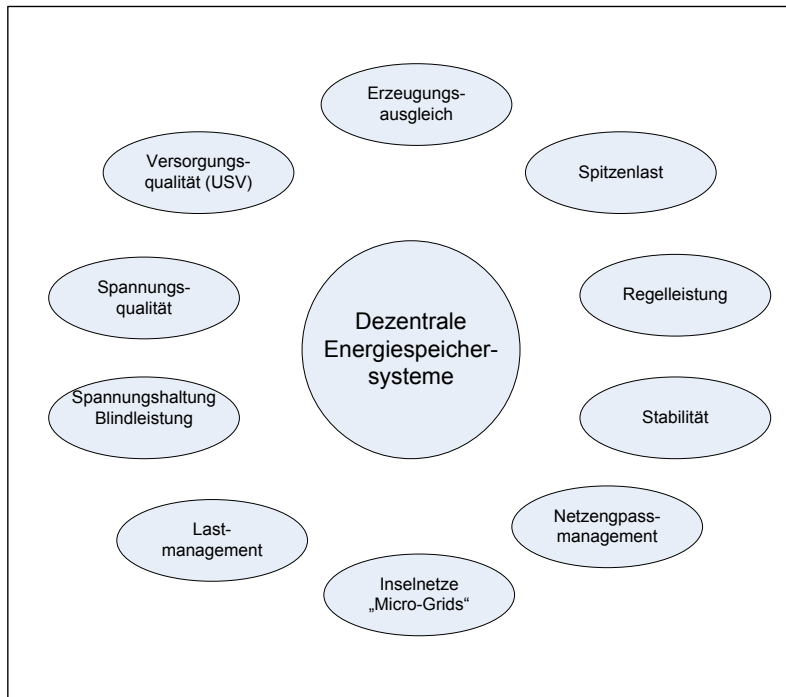 Erzeugungs-
ausgleich
Versorgungs-
qualität (USV)
Spitzenlast
Spannungs-
qualität
Regelleistung
Dezentrale
Energiespeicher-
systeme
Spannungshaltung
Blindleistung
Stabilität
Last-
management
Netzengpass-
management
Inselnetze
„Micro-Grids“